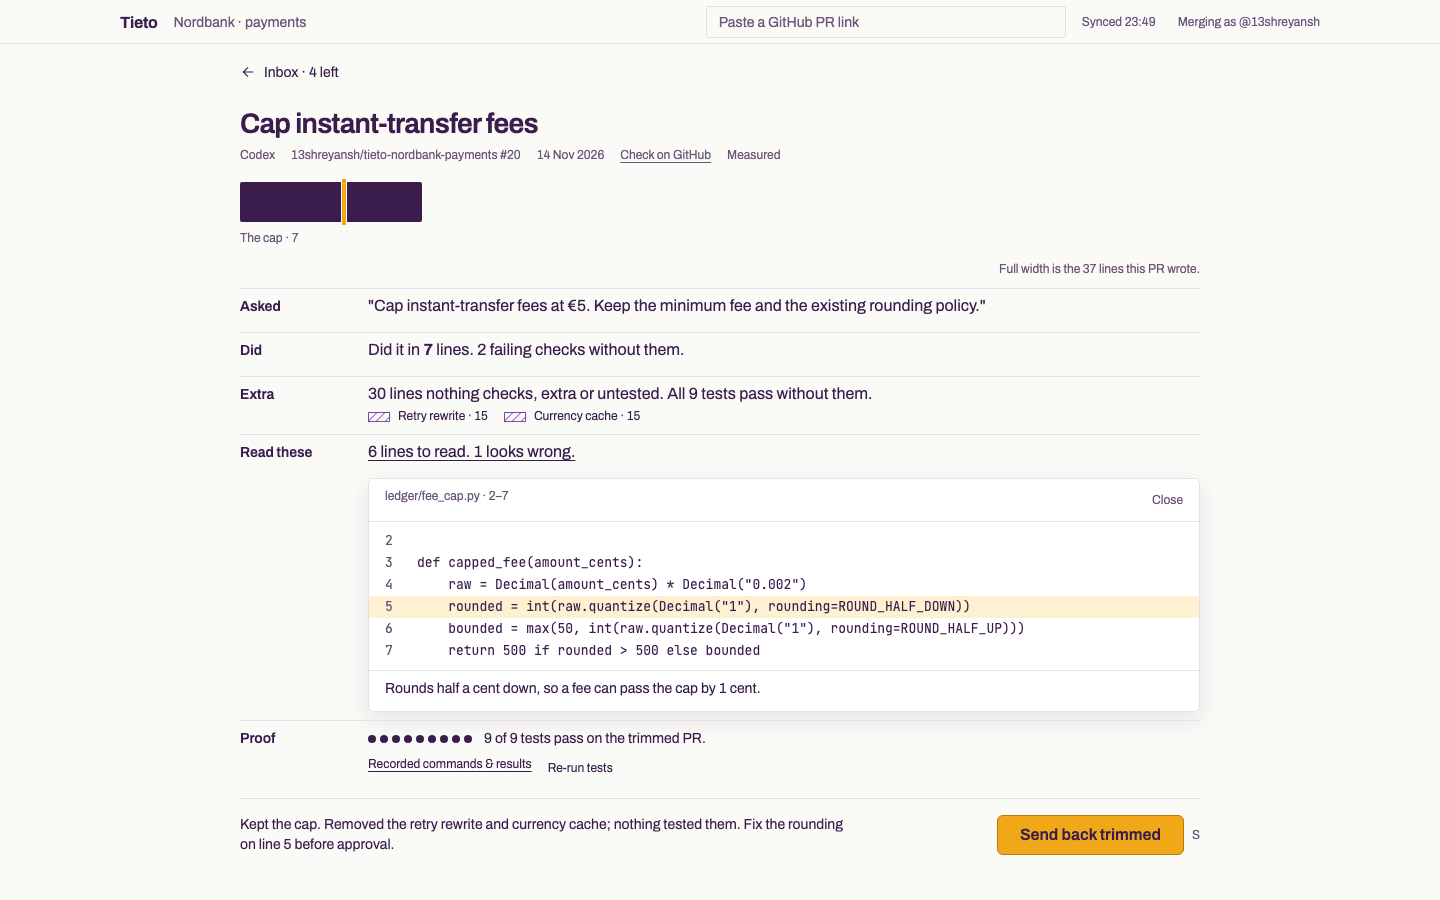 Tieto
Nordbank · payments
Paste a GitHub PR link
Synced 23:49
Merging as @13shreyansh
← Inbox · 4 left
Cap instant-transfer fees
Codex 13shreyansh/tieto-nordbank-payments #20 14 Nov 2026 Check on GitHub Measured
The cap · 7
Full width is the 37 lines this PR wrote.
Asked "Cap instant-transfer fees at €5. Keep the minimum fee and the existing rounding policy."
Did Did it in 7 lines. 2 failing checks without them.
Extra 30 lines nothing checks, extra or untested. All 9 tests pass without them.
Retry rewrite · 15 Currency cache · 15
Read these 6 lines to read. 1 looks wrong.
ledger/fee_cap.py · 2–7
Close
2
3 def capped_fee(amount_cents):
4     raw = Decimal(amount_cents) * Decimal("0.002")
5     rounded = int(raw.quantize(Decimal("1"), rounding=ROUND_HALF_DOWN))
6     bounded = max(50, int(raw.quantize(Decimal("1"), rounding=ROUND_HALF_UP)))
7     return 500 if rounded > 500 else bounded
Rounds half a cent down, so a fee can pass the cap by 1 cent.
Proof 9 of 9 tests pass on the trimmed PR.
Recorded commands & results Re-run tests
Kept the cap. Removed the retry rewrite and currency cache; nothing tested them. Fix the rounding
on line 5 before approval.
Send back trimmed S